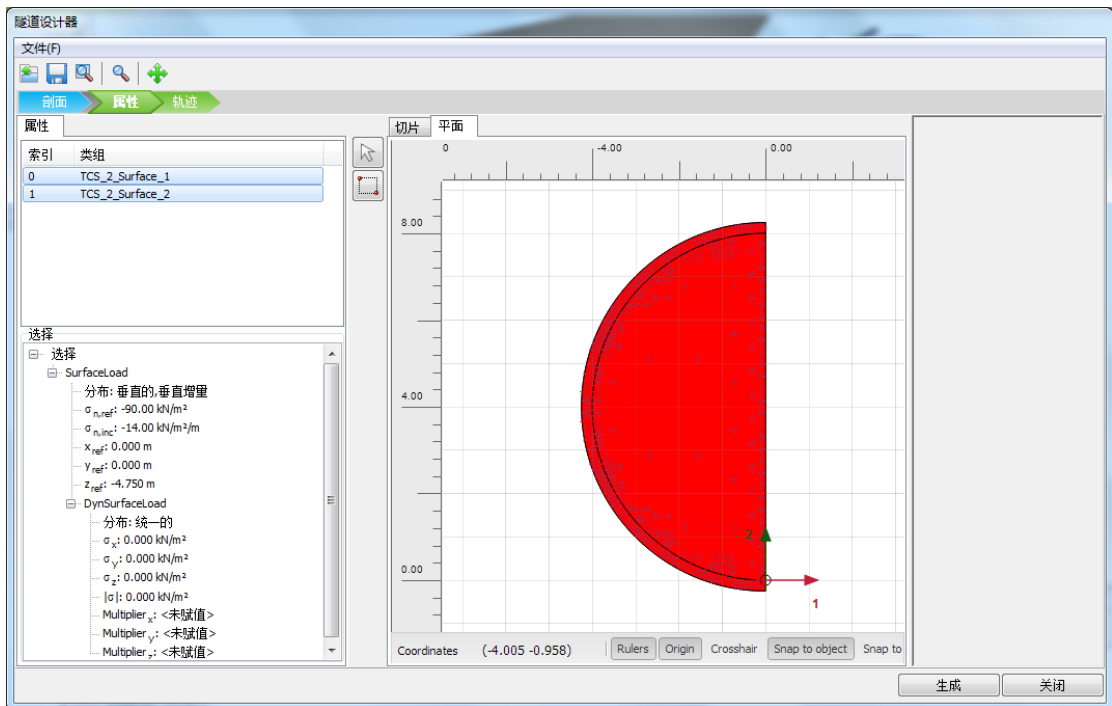 隧道设计器
文件(F)
剖面 属性 轨迹
属性
索引 类组
0 TCS_2_Surface_1
1 TCS_2_Surface_2
选择
选择
SurfaceLoad
分布: 垂直的,垂直增量
σn,ref: -90.00 kN/m²
σn,inc: -14.00 kN/m²/m
xref: 0.000 m
yref: 0.000 m
zref: -4.750 m
DynSurfaceLoad
分布: 统一的
σx: 0.000 kN/m²
σy: 0.000 kN/m²
σz: 0.000 kN/m²
|σ|: 0.000 kN/m²
Multiplierx: <未赋值>
Multipliery: <未赋值>
Multiplierz: <未赋值>
切片 平面
0 -4.00 0.00
8.00
4.00
0.00
2
1
Coordinates (-4.005 -0.958) Rulers Origin Crosshair Snap to object Snap to
生成 关闭